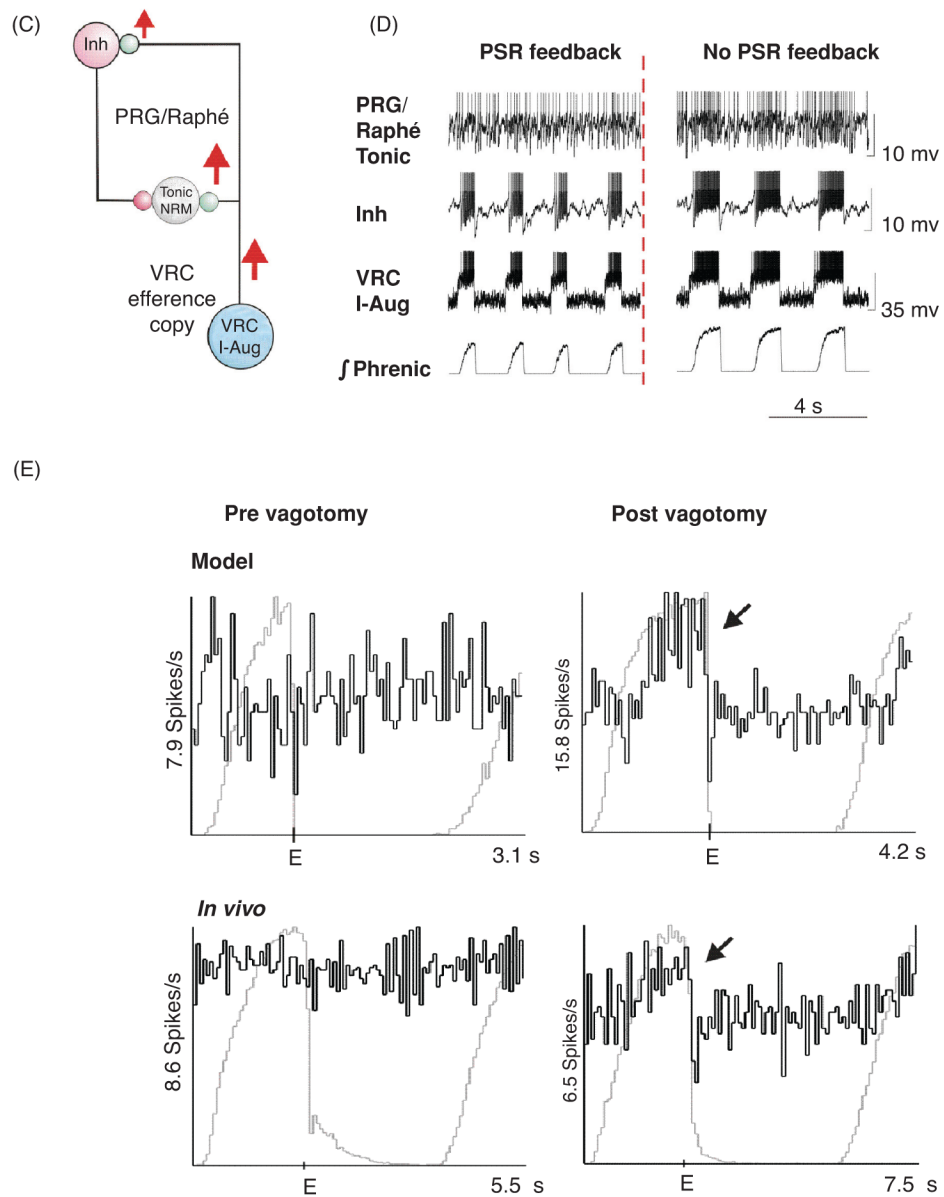 (C)
Inh
PRG/Raphé
Tonic
NRM
VRC
efference
copy
VRC
I-Aug
(D)
PSR feedback
No PSR feedback
PRG/
Raphé
Tonic
10 mv
Inh
10 mv
VRC
I-Aug
35 mv
∫Phrenic
4 s
(E)
Pre vagotomy
Post vagotomy
Model
7.9 Spikes/s
E
3.1 s
15.8 Spikes/s
E
4.2 s
In vivo
8.6 Spikes/s
E
5.5 s
6.5 Spikes/s
E
7.5 s